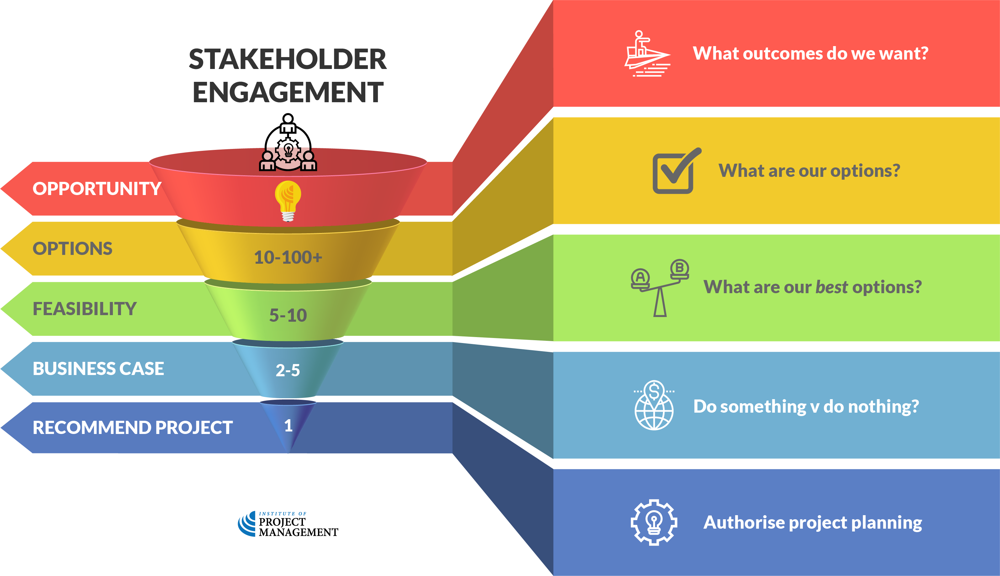 STAKEHOLDER
ENGAGEMENT
OPPORTUNITY
What outcomes do we want?
OPTIONS
10-100+
What are our options?
FEASIBILITY
5-10
A
B
What are our best options?
BUSINESS CASE
2-5
$
Do something v do nothing?
RECOMMEND PROJECT
1
Authorise project planning
INSTITUTE OF
PROJECT
MANAGEMENT